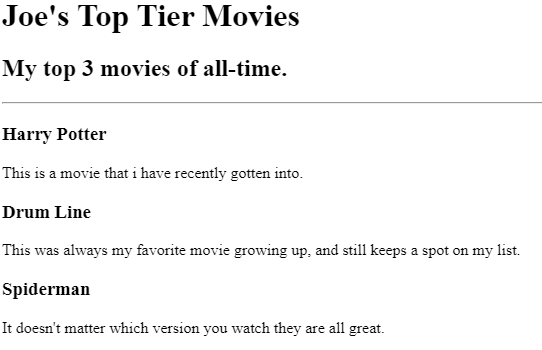 Joe's Top Tier Movies
My top 3 movies of all-time.
Harry Potter
This is a movie that i have recently gotten into.
Drum Line
This was always my favorite movie growing up, and still keeps a spot on my list.
Spiderman
It doesn't matter which version you watch they are all great.